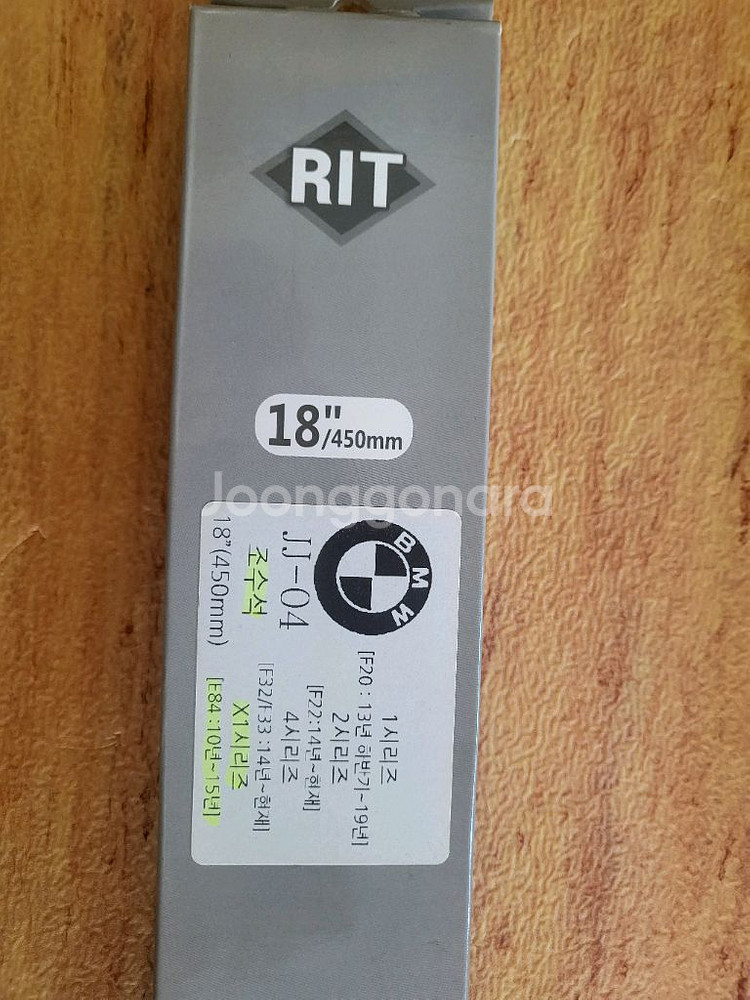 RIT
18"/450mm
Joonggonara
BMW
JJ-04
조수석
18"(450mm)
1시리즈
[F20 : 13년 하반기~19년]
2시리즈
[F22:14년~현재]
4시리즈
[F32/F33 :14년~현재]
X1시리즈
[E84:10년~15년]